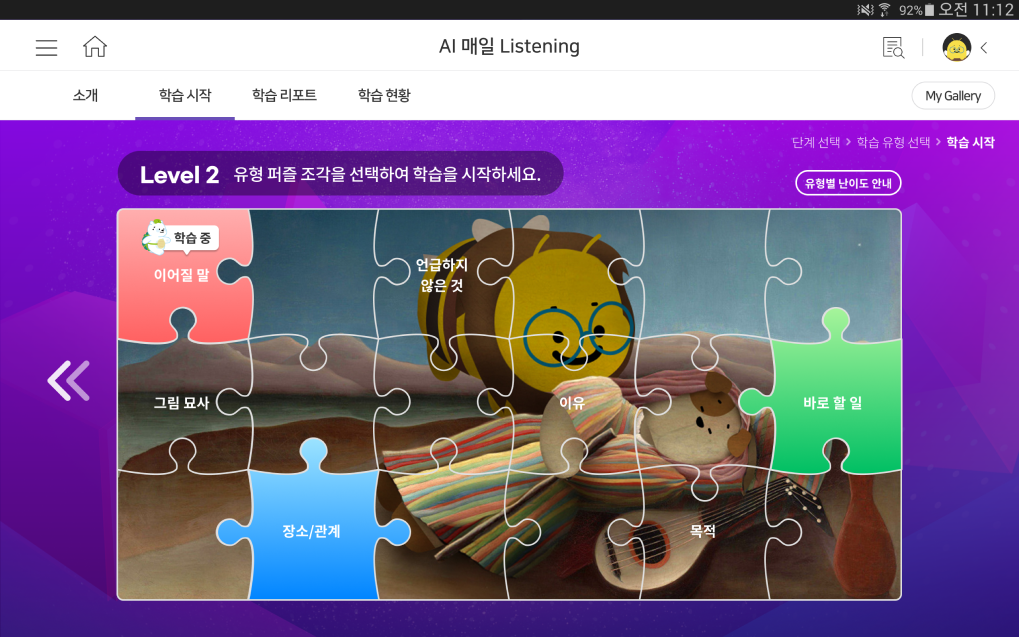 92% 오전 11:12
AI 매일 Listening
소개
학습 시작
학습 리포트
학습 현황
My Gallery
단계 선택 > 학습 유형 선택 > 학습 시작
Level 2 유형 퍼즐 조각을 선택하여 학습을 시작하세요.
유형별 난이도 안내
학습 중
이어질 말
언급하지
않은 것
그림 묘사
이유
바로 할 일
장소/관계
목적